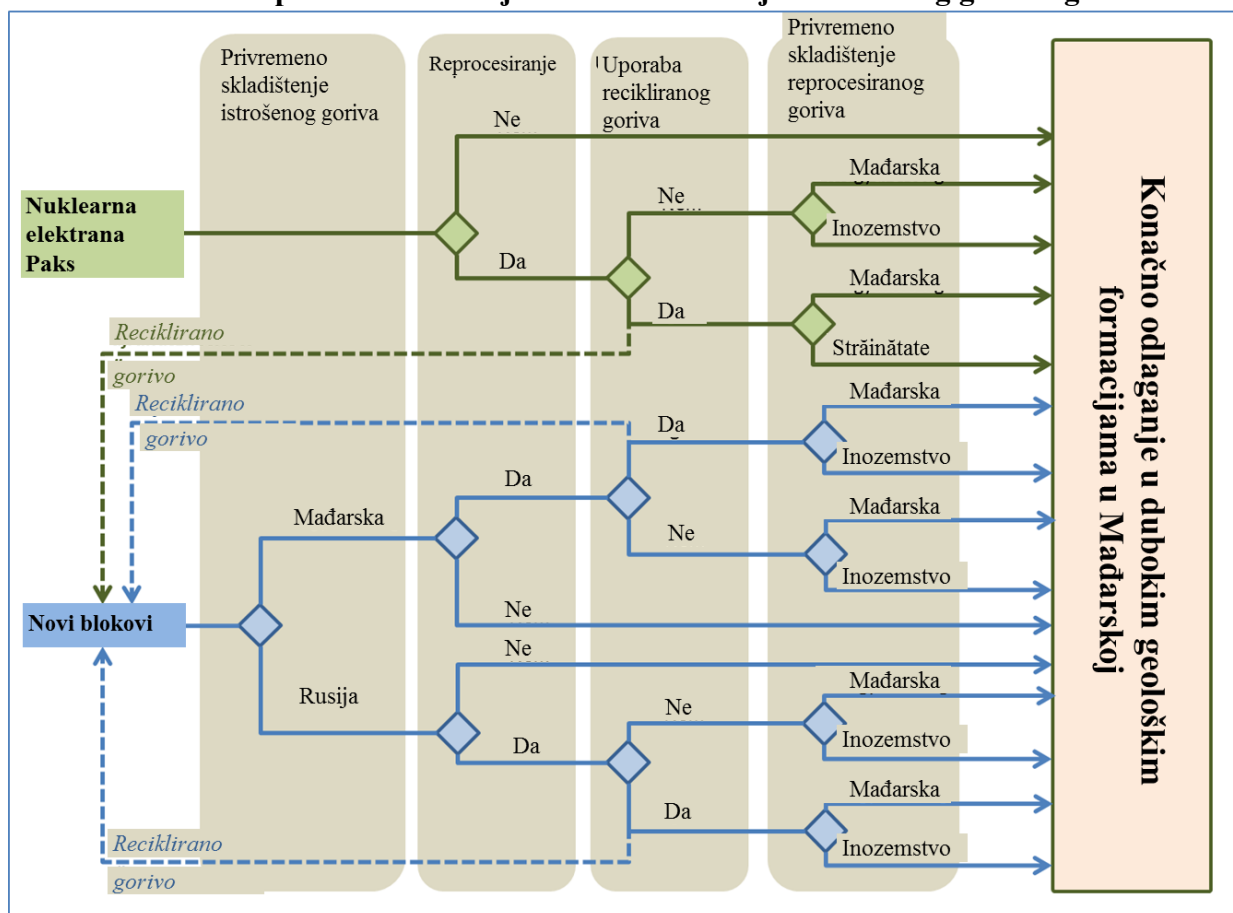 Privremeno
skladištenje
istrošenog goriva
Reprocesiranje
Uporaba
recikliranog
goriva
Privremeno
skladištenje
reprocesiranog
goriva
Ne
Mađarska
Nuklearna
elektrana
Paks
Ne
Inozemstvo
Da
Mađarska
Da
Reciklirano
gorivo
Străinătate
Reciklirano
gorivo
Mađarska
Da
Inozemstvo
Da
Mađarska
Mađarska
Ne
Inozemstvo
Novi blokovi
Ne
Ne
Rusija
Mađarska
Ne
Inozemstvo
Da
Mađarska
Da
Inozemstvo
Reciklirano
gorivo
Konačno odlaganje u dubokim geološkim
formacijama u Mađarskoj